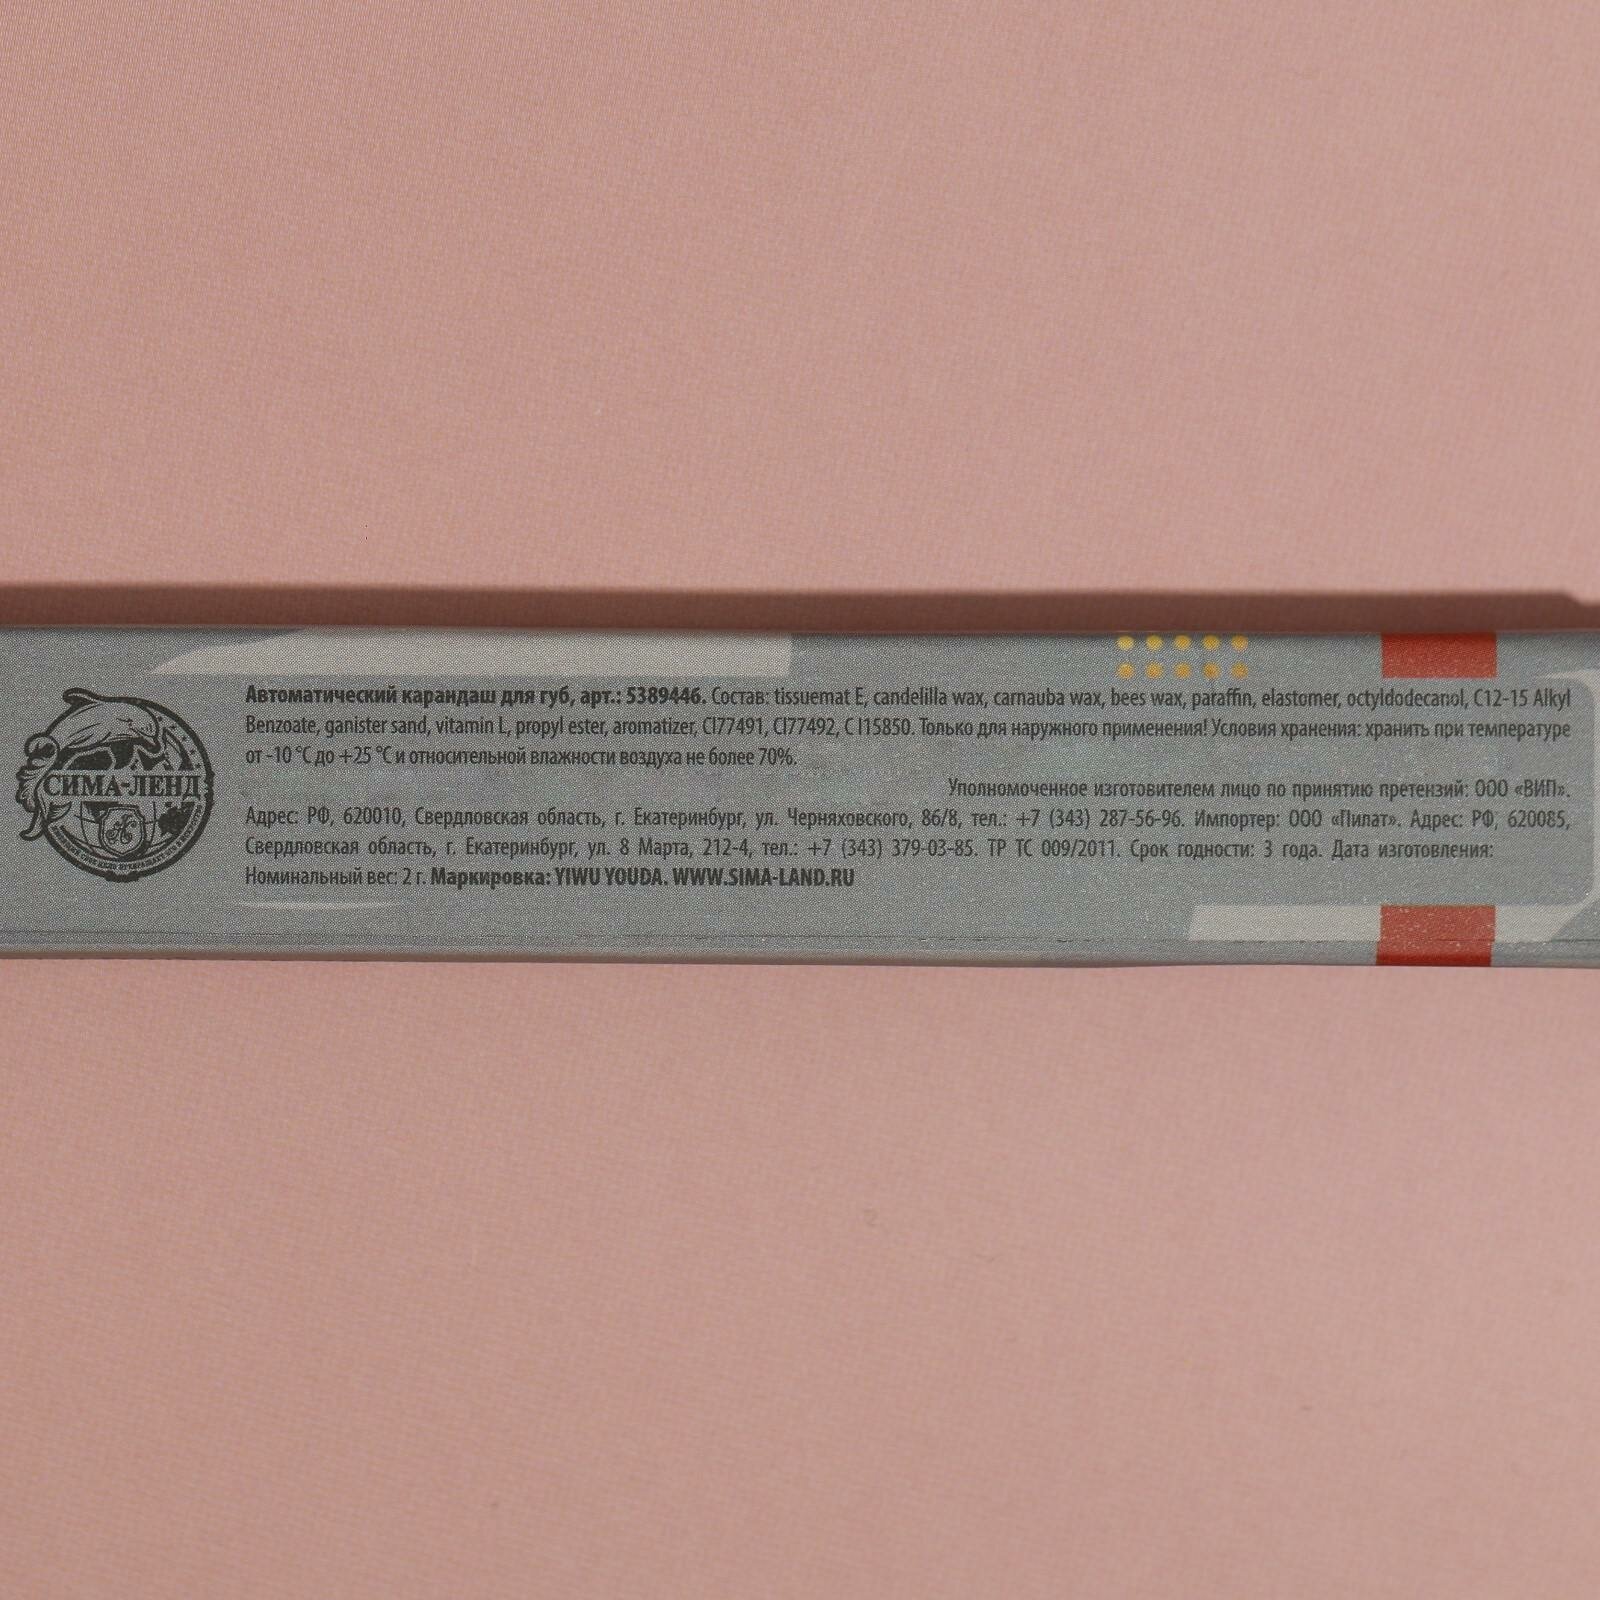 СИМА-ЛЕНД
Автоматический карандаш для губ, арт.: 5389446. Состав: tissuemat E, candelilla wax, carnauba wax, bees wax, paraffin, elastomer, octyldodecanol, C12-15 Alkyl
Benzoate, ganister sand, vitamin L, propyl ester, aromatizer, CI77491, CI77492, C I15850. Только для наружного применения! Условия хранения: хранить при температуре
от -10 °С до +25 °С и относительной влажности воздуха не более 70%.
Уполномоченное изготовителем лицо по принятию претензий: ООО «ВИП».
Адрес: РФ, 620010, Свердловская область, г. Екатеринбург, ул. Черняховского, 86/8, тел.: +7 (343) 287-56-96. Импортер: ООО «Пилат». Адрес: РФ, 620085,
Свердловская область, г. Екатеринбург, ул. 8 Марта, 212-4, тел.: +7 (343) 379-03-85. ТР ТС 009/2011. Срок годности: 3 года. Дата изготовления:
Номинальный вес: 2 г. Маркировка: YIWU YOUDA. WWW.SIMA-LAND.RU